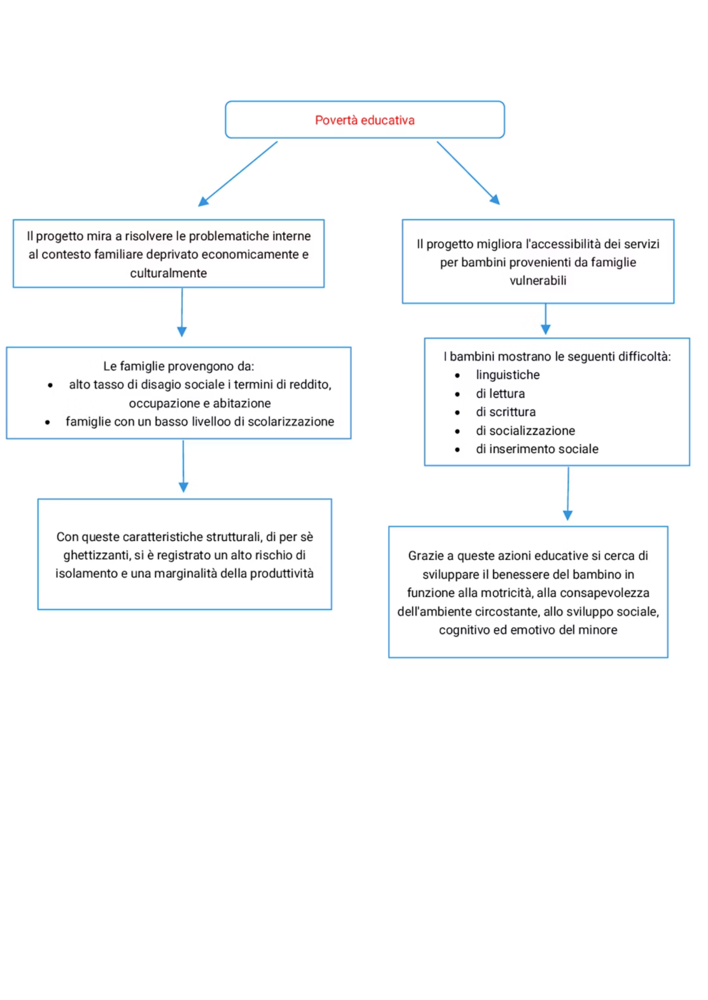 Povertà educativa
Il progetto mira a risolvere le problematiche interne
al contesto familiare deprivato economicamente e
culturalmente
Le famiglie provengono da:
• alto tasso di disagio sociale i termini di reddito,
occupazione e abitazione
• famiglie con un basso livelloo di scolarizzazione
Con queste caratteristiche strutturali, di per sè
ghettizzanti, si è registrato un alto rischio di
isolamento e una marginalità della produttività
Il progetto migliora l'accessibilità dei servizi
per bambini provenienti da famiglie
vulnerabili
I bambini mostrano le seguenti difficoltà:
• linguistiche
• di lettura
• di scrittura
• di socializzazione
• di inserimento sociale
Grazie a queste azioni educative si cerca di
sviluppare il benessere del bambino in
funzione alla motricità, alla consapevolezza
dell'ambiente circostante, allo sviluppo sociale,
cognitivo ed emotivo del minore